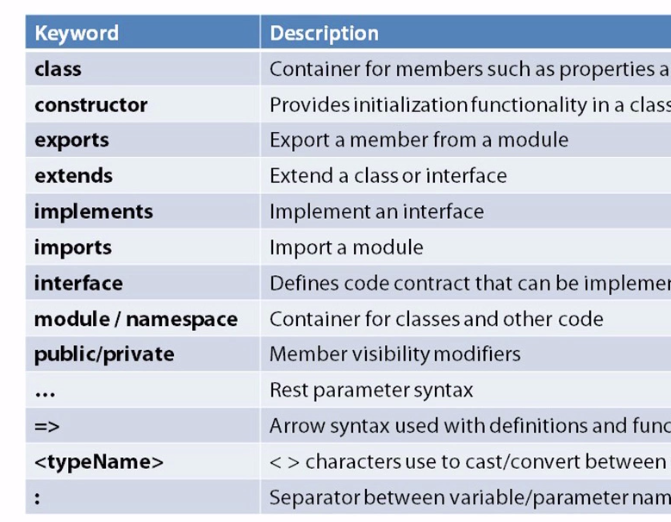 Keyword Description
class Container for members such as properties a
constructor Provides initialization functionality in a class
exports Export a member from a module
extends Extend a class or interface
implements Implement an interface
imports Import a module
interface Defines code contract that can be implemen
module / namespace Container for classes and other code
public/private Member visibility modifiers
... Rest parameter syntax
=> Arrow syntax used with definitions and func
<typeName> < > characters use to cast/convert between
: Separator between variable/parameter nam